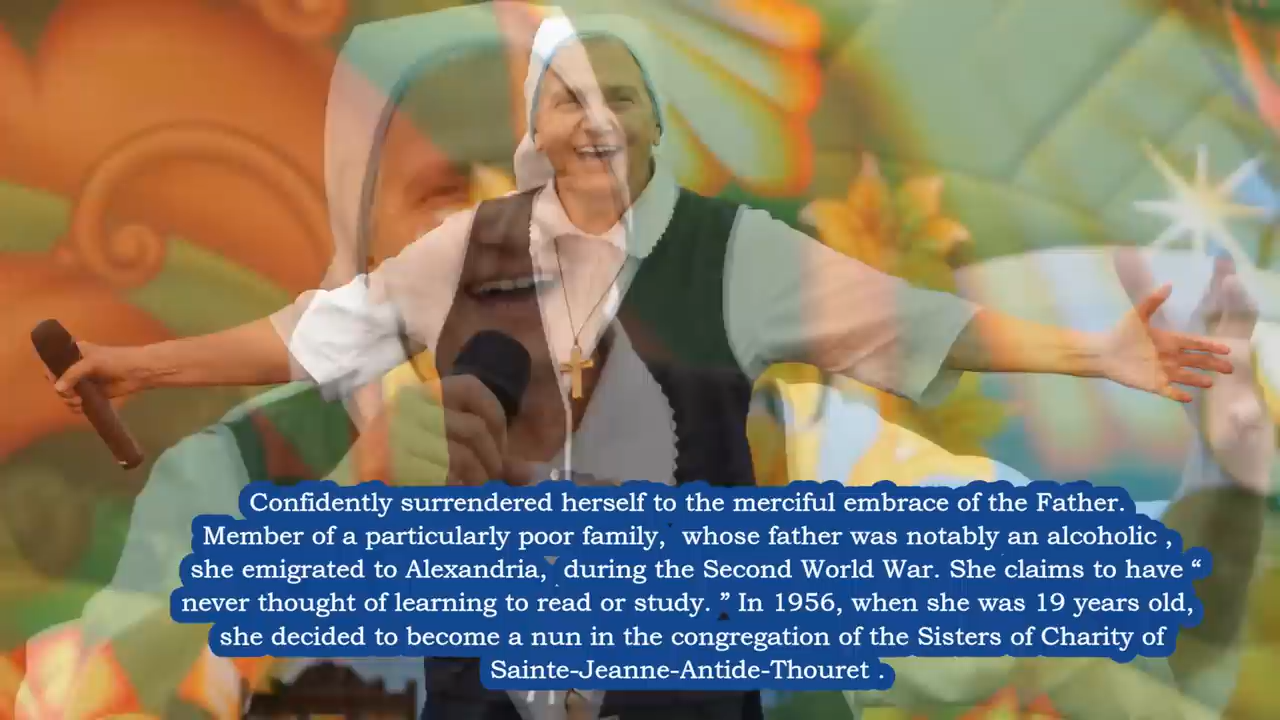 Confidently surrendered herself to the merciful embrace of the Father.
Member of a particularly poor family, whose father was notably an alcoholic ,
she emigrated to Alexandria, during the Second World War. She claims to have “
never thought of learning to read or study. ” In 1956, when she was 19 years old,
she decided to become a nun in the congregation of the Sisters of Charity of
Sainte-Jeanne-Antide-Thouret .